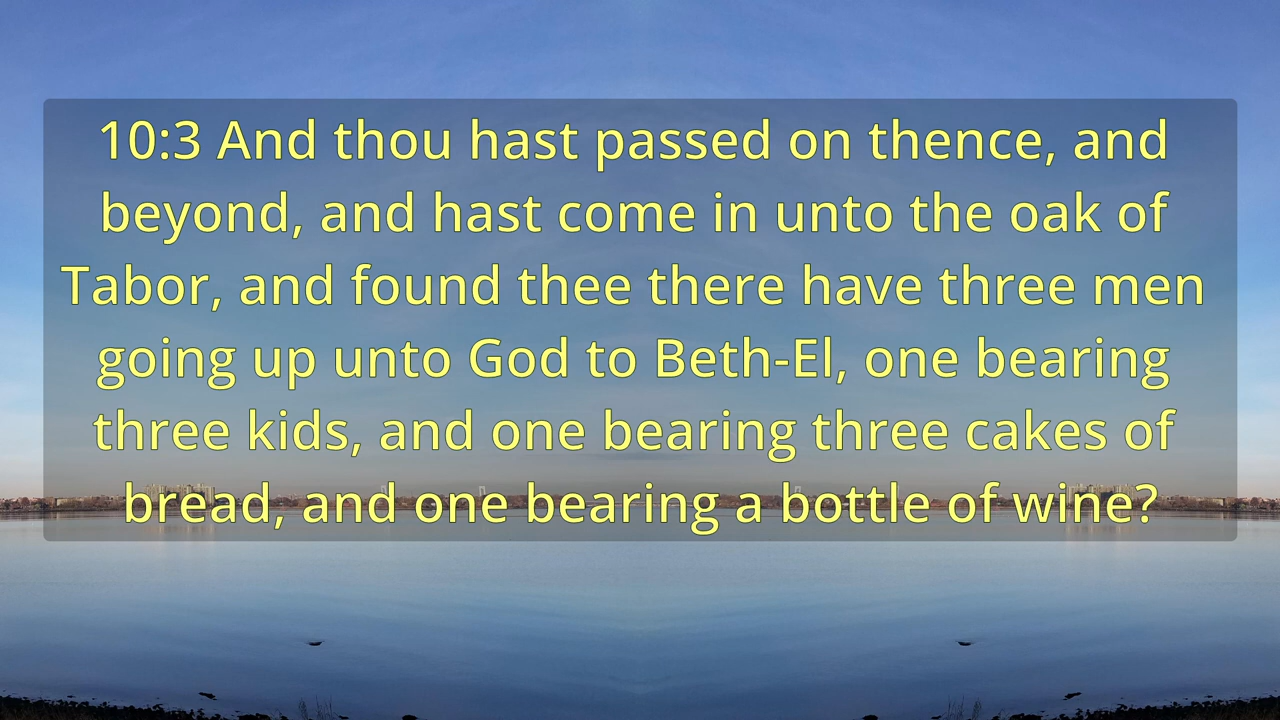 10:3 And thou hast passed on thence, and
beyond, and hast come in unto the oak of
Tabor, and found thee there have three men
going up unto God to Beth-El, one bearing
three kids, and one bearing three cakes of
bread, and one bearing a bottle of wine?